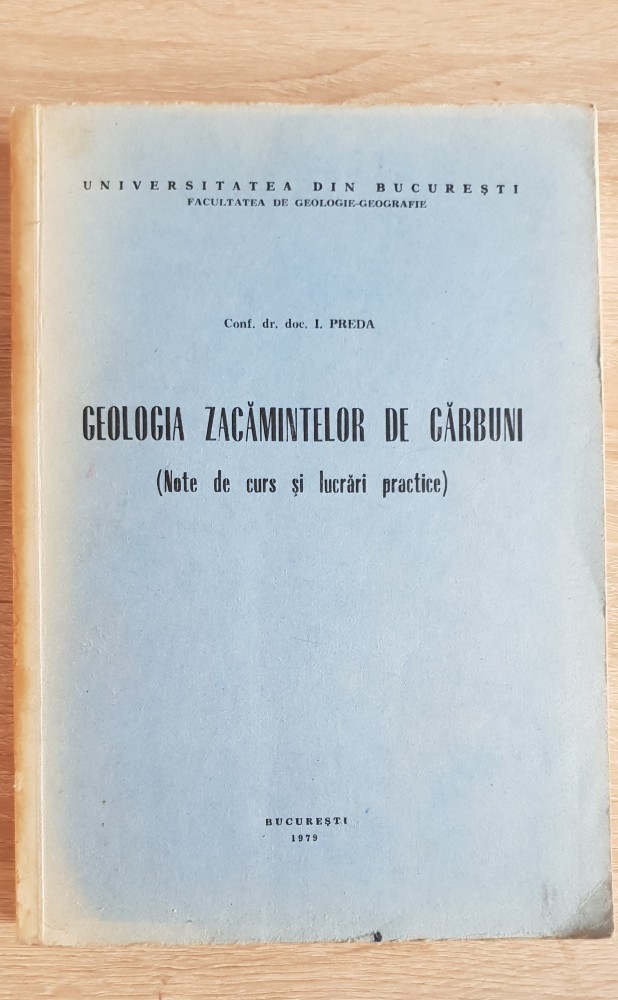 UNIVERSITATEA DIN BUCUREŞTI
FACULTATEA DE GEOLOGIE-GEOGRAFIE
Conf. dr. doc. I. PREDA
GEOLOGIA ZACĂMINTELOR DE CĂRBUNI
(Note de curs şi lucrări practice)
BUCUREŞTI
1979